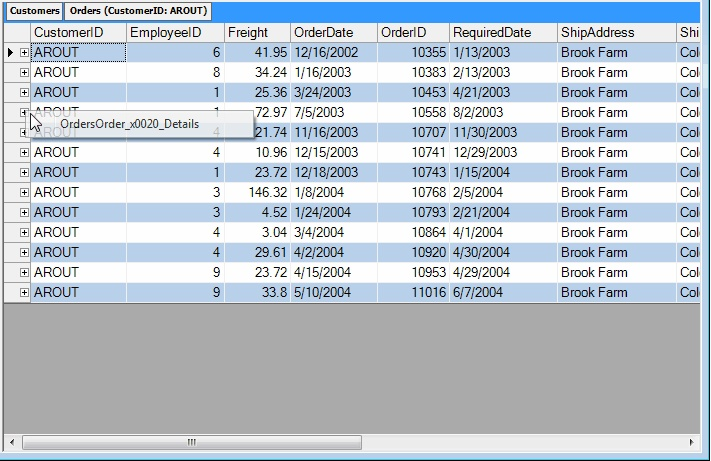 Customers Orders (CustomerID: AROUT)
CustomerID EmployeeID Freight OrderDate OrderID RequiredDate ShipAddress Shi
AROUT 6 41.95 12/16/2002 10355 1/13/2003 Brook Farm Col
AROUT 8 34.24 1/16/2003 10383 2/13/2003 Brook Farm Col
AROUT 1 25.36 3/24/2003 10453 4/21/2003 Brook Farm Col
AROUT 1 72.97 7/5/2003 10558 8/2/2003 Brook Farm Col
OrdersOrder_x0020_Details
4 21.74 11/16/2003 10707 11/30/2003 Brook Farm Col
AROUT 4 10.96 12/15/2003 10741 12/29/2003 Brook Farm Col
AROUT 1 23.72 12/18/2003 10743 1/15/2004 Brook Farm Col
AROUT 3 146.32 1/8/2004 10768 2/5/2004 Brook Farm Col
AROUT 3 4.52 1/24/2004 10793 2/21/2004 Brook Farm Col
AROUT 4 3.04 3/4/2004 10864 4/1/2004 Brook Farm Col
AROUT 4 29.61 4/2/2004 10920 4/30/2004 Brook Farm Col
AROUT 9 23.72 4/15/2004 10953 4/29/2004 Brook Farm Col
AROUT 9 33.8 5/10/2004 11016 6/7/2004 Brook Farm Col